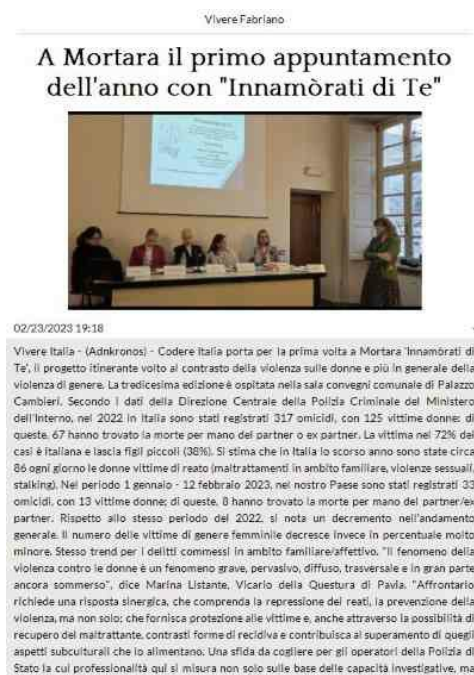 Vivere Fabriano
A Mortara il primo appuntamento
dell'anno con "Innamòrati di Te"
02/23/2023 19:18
Vivere Italia - (Adnkronos) - Codere Italia porta per la prima volta a Mortara 'Innamòrati di
Te', il progetto itinerante volto al contrasto della violenza sulle donne e più in generale della
violenza di genere. La tredicesima edizione è ospitata nella sala convegni comunale di Palazzo
Cambieri. Secondo i dati della Direzione Centrale della Polizia Criminale del Ministero
dell'Interno, nel 2022 in Italia sono stati registrati 317 omicidi, con 125 vittime donne: di
queste, 67 hanno trovato la morte per mano del partner o ex partner. La vittima nel 72% dei
casi è italiana e lascia figli piccoli (38%). Si stima che in Italia lo scorso anno sono state circa
86 ogni giorno le donne vittime di reato (maltrattamenti in ambito familiare, violenze sessuali,
stalking). Nel periodo 1 gennaio - 12 febbraio 2023, nel nostro Paese sono stati registrati 33
omicidi, con 13 vittime donne; di queste, 8 hanno trovato la morte per mano del partner/ex
partner. Rispetto allo stesso periodo del 2022, si nota un decremento nell'andamento
generale. Il numero delle vittime di genere femminile decresce invece in percentuale molto
minore. Stesso trend per i delitti commessi in ambito familiare/affettivo. "Il fenomeno della
violenza contro le donne è un fenomeno grave, pervasivo, diffuso, trasversale e in gran parte
ancora sommerso", dice Marina Listante, Vicario della Questura di Pavia. "Affrontarlo
richiede una risposta sinergica, che comprenda la repressione dei reati, la prevenzione della
violenza, ma non solo; che fornisca protezione alle vittime e, anche attraverso la possibilità di
recupero del maltrattante, contrasti forme di recidiva e contribuisca al superamento di quegli
aspetti subculturali che lo alimentano. Una sfida da cogliere per gli operatori della Polizia di
Stato la cui professionalità qui si misura non solo sulle base delle capacità investigative, ma